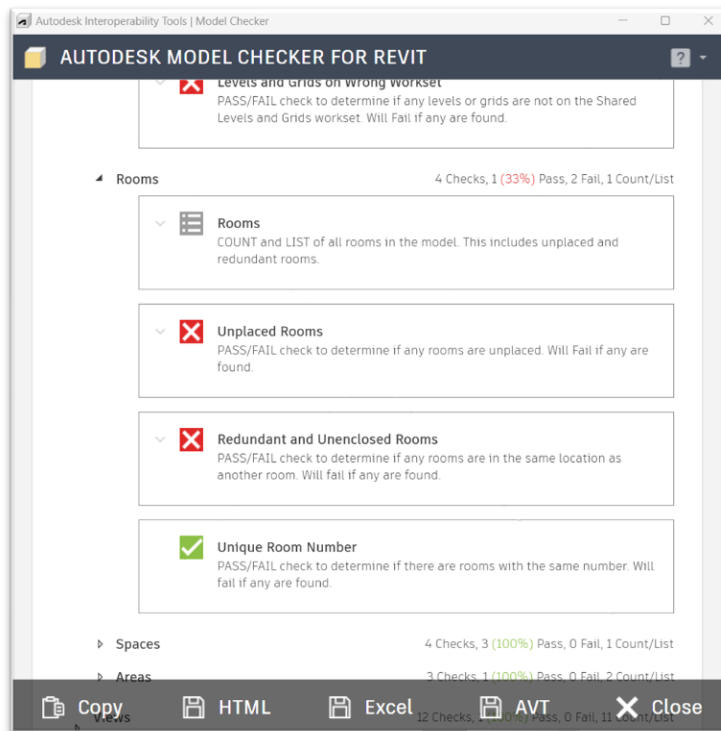 Autodesk Interoperability Tools | Model Checker
AUTODESK MODEL CHECKER FOR REVIT
?
Levels and Grids on Wrong Workset
PASS/FAIL check to determine if any levels or grids are not on the Shared
Levels and Grids workset. Will Fail if any are found.
Rooms 4 Checks, 1 (33%) Pass, 2 Fail, 1 Count/List
Rooms
COUNT and LIST of all rooms in the model. This includes unplaced and
redundant rooms.
Unplaced Rooms
PASS/FAIL check to determine if any rooms are unplaced. Will Fail if any are
found.
Redundant and Unenclosed Rooms
PASS/FAIL check to determine if any rooms are in the same location as
another room. Will fail if any are found.
Unique Room Number
PASS/FAIL check to determine if there are rooms with the same number. Will
fail if any are found.
Spaces 4 Checks, 3 (100%) Pass, 0 Fail, 1 Count/List
Areas 3 Checks, 1 (100%) Pass, 0 Fail, 2 Count/List
Copy HTML Excel AVT Close
Views 12 Checks, 1 (100%) Pass, 0 Fail, 11 Count/List